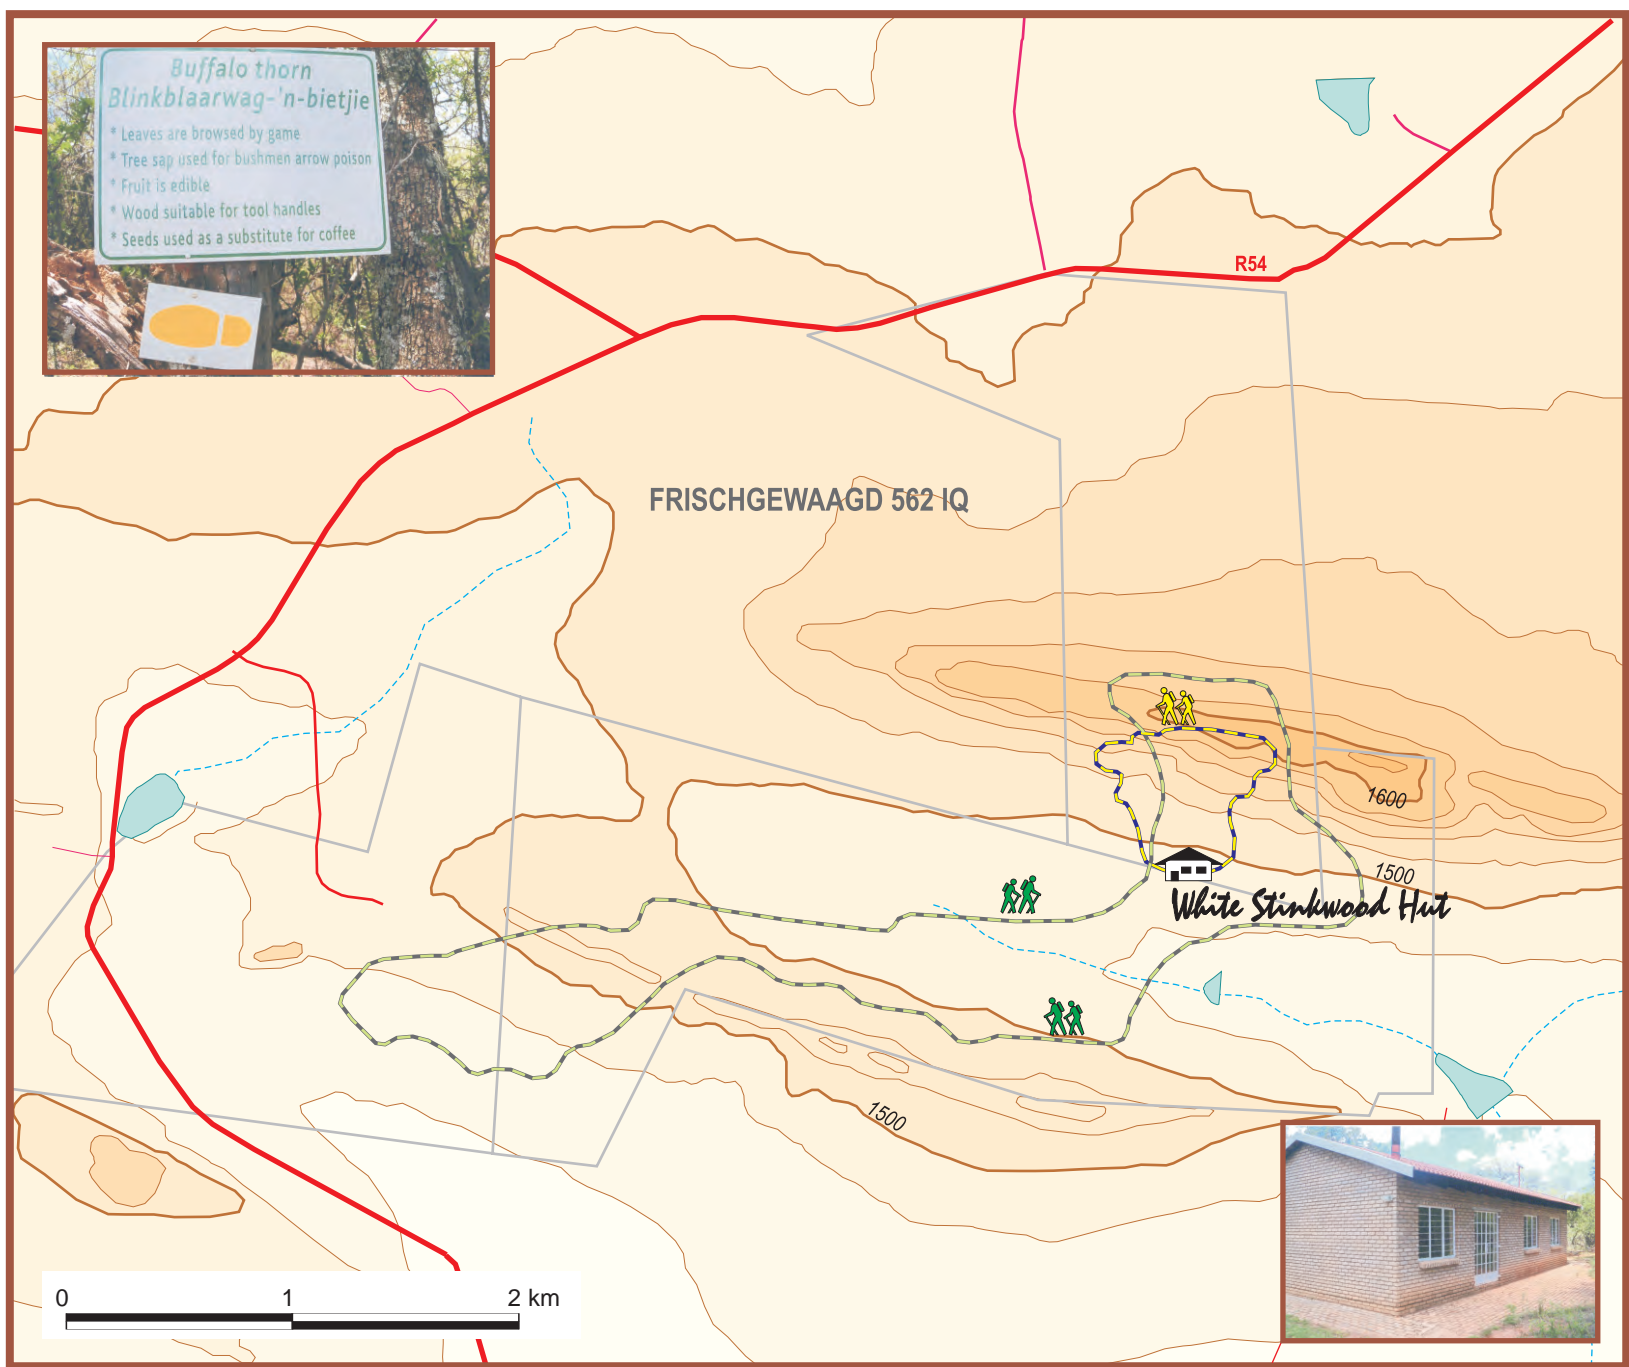 Buffalo thorn
Blinkblaarwag-'n-bietjie
* Leaves are browsed by game
* Tree sap used for bushmen arrow poison
* Fruit is edible
* Wood suitable for tool handles
* Seeds used as a substitute for coffee
R54
FRISCHGEWAAGD 562 IQ
1600
1500
White Stinkwood Hut
1500
0 1 2 km